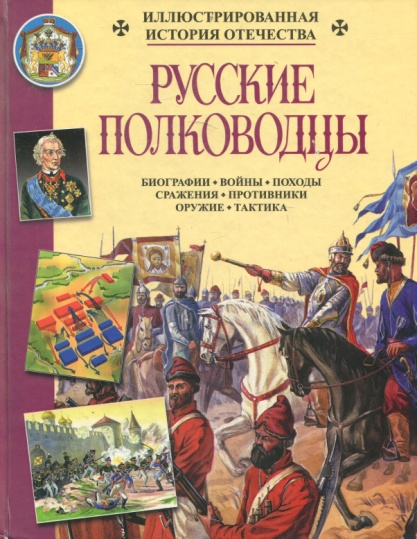 ИЛЛЮСТРИРОВАННАЯ
ИСТОРИЯ ОТЕЧЕСТВА
РУССКИЕ
ПОЛКОВОДЦЫ
БИОГРАФИИ • ВОЙНЫ • ПОХОДЫ
СРАЖЕНИЯ • ПРОТИВНИКИ
ОРУЖИЕ • ТАКТИКА